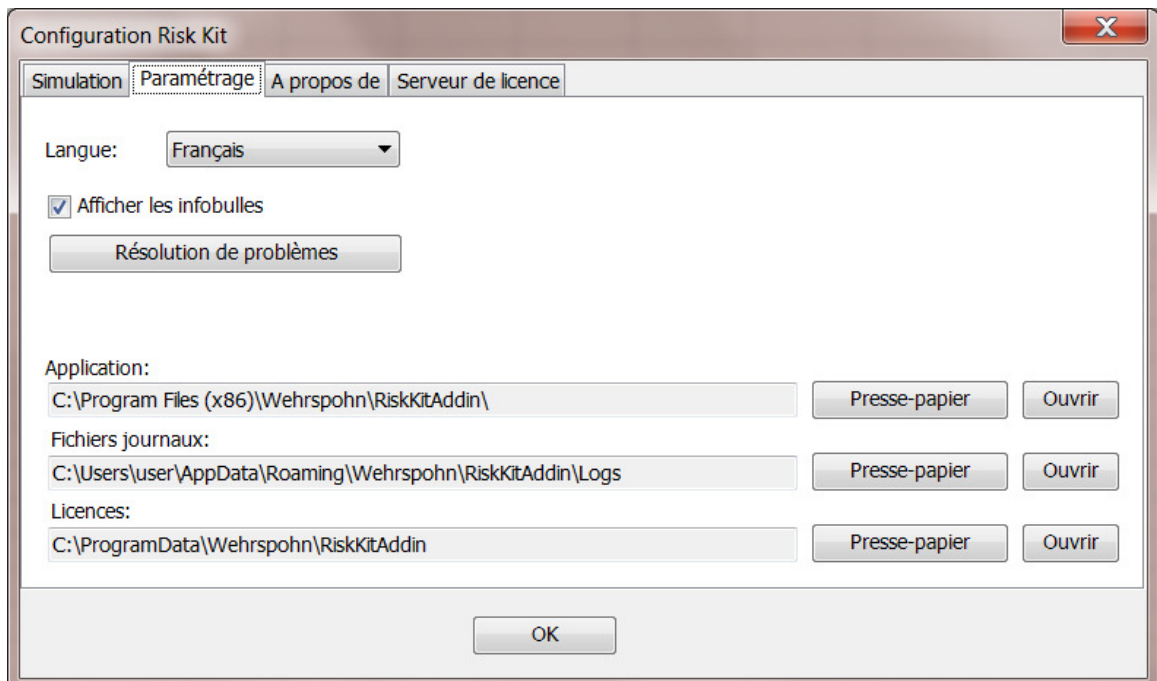 Configuration Risk Kit
X
Simulation Paramétrage A propos de Serveur de licence
Langue: Français
Afficher les infobulles
Résolution de problèmes
Application:
C:\Program Files (x86)\Wehrspohn\RiskKitAddin\ Presse-papier Ouvrir
Fichiers journaux:
C:\Users\user\AppData\Roaming\Wehrspohn\RiskKitAddin\Logs Presse-papier Ouvrir
Licences:
C:\ProgramData\Wehrspohn\RiskKitAddin Presse-papier Ouvrir
OK